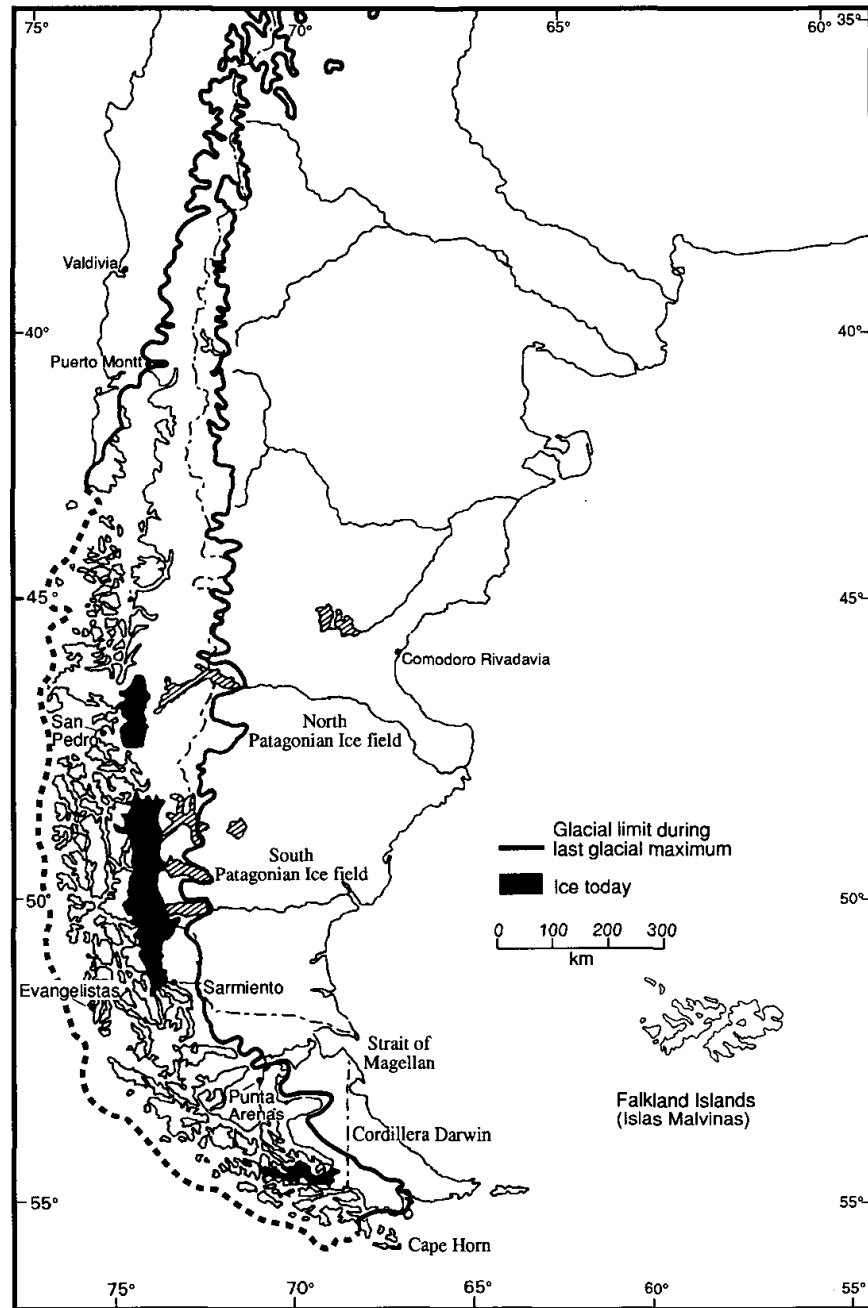 75° 70° 65° 60° 35°
Valdivia
40° 40°
Puerto Montt
45° 45°
Comodoro Rivadavia
San
Pedro
North
Patagonian Ice field
Glacial limit during
last glacial maximum
South
Patagonian Ice field
Ice today
50° 50°
0 100 200 300
km
Evangelistas
Sarmiento
Strait of
Magellan
Punta
Arenas
Falkland Islands
(Islas Malvinas)
Cordillera Darwin
55° 55°
Cape Horn
75° 70° 65° 60° 55°